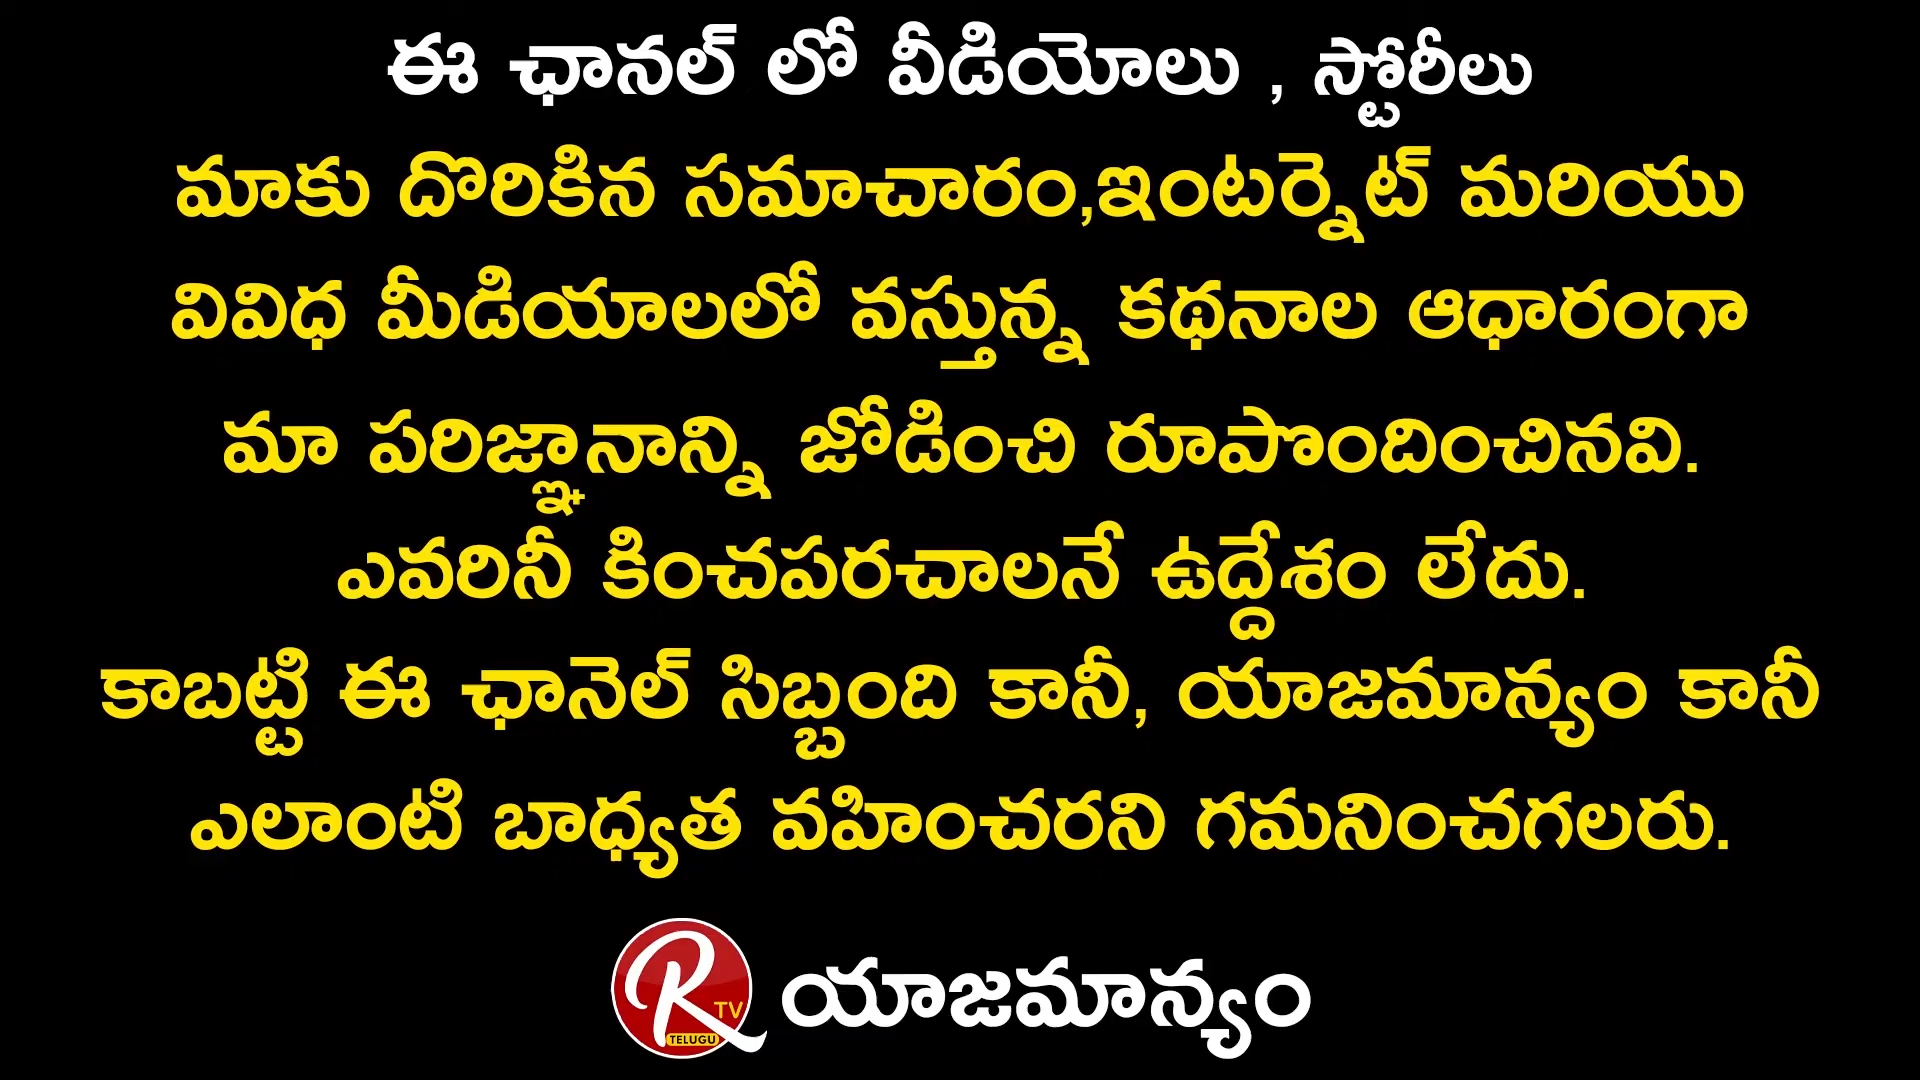 ఈ ఛానల్ లో వీడియోలు , స్టోరీలు
మాకు దొరికిన సమాచారం,ఇంటర్నెట్ మరియు
వివిధ మీడియాలలో వస్తున్న కథనాల ఆధారంగా
మా పరిజ్ఞానాన్ని జోడించి రూపొందించినవి.
ఎవరినీ కించపరచాలనే ఉద్దేశం లేదు.
కాబట్టి ఈ ఛానెల్ సిబ్బంది కానీ, యాజమాన్యం కానీ
ఎలాంటి బాధ్యత వహించరని గమనించగలరు.
R TV TELUGU యాజమాన్యం